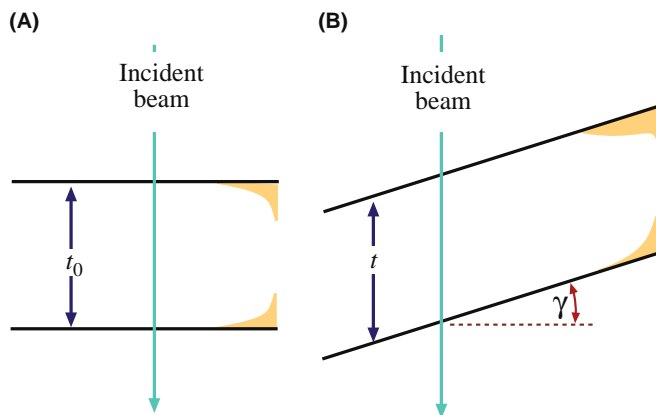 (A)
Incident
beam
t₀
(B)
Incident
beam
t
γ